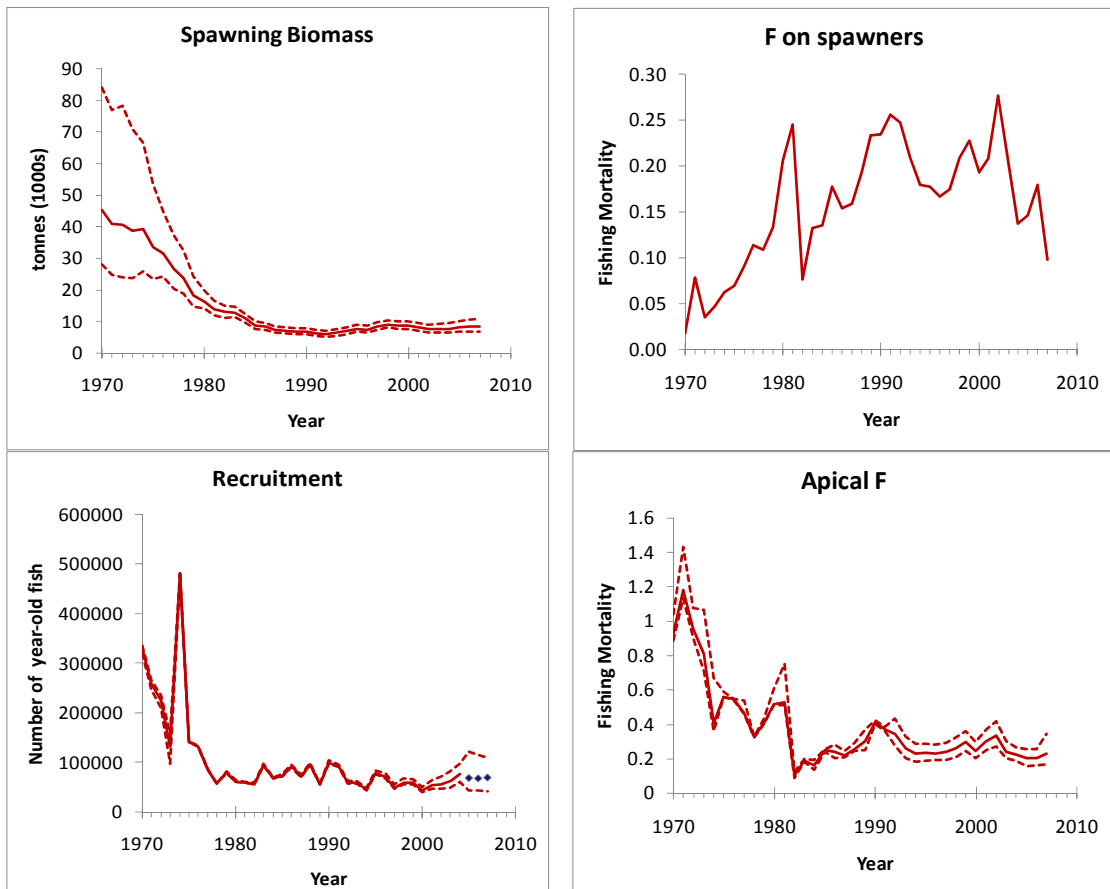 Spawning Biomass
tonnes (1000s)
90
80
70
60
50
40
30
20
10
0
1970 1980 1990 2000 2010
Year
F on spawners
Fishing Mortality
0.30
0.25
0.20
0.15
0.10
0.05
0.00
1970 1980 1990 2000 2010
Year
Recruitment
Number of year-old fish
600000
500000
400000
300000
200000
100000
0
1970 1980 1990 2000 2010
Year
Apical F
Fishing Mortality
1.6
1.4
1.2
1
0.8
0.6
0.4
0.2
0
1970 1980 1990 2000 2010
Year